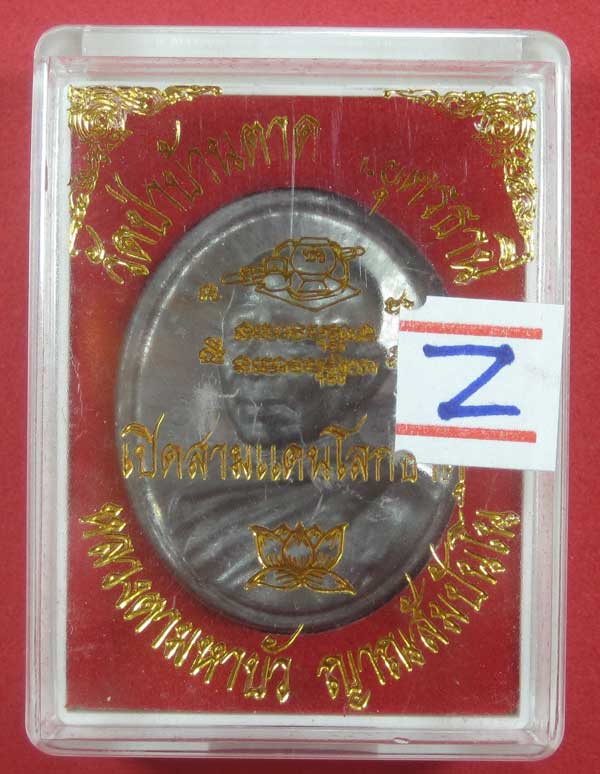 วัดป่าบ้านตาด จ.อุดรธานี
N
เปิดสามแดนโลก
หลวงตามหาบัว ญาณสัมปันโน